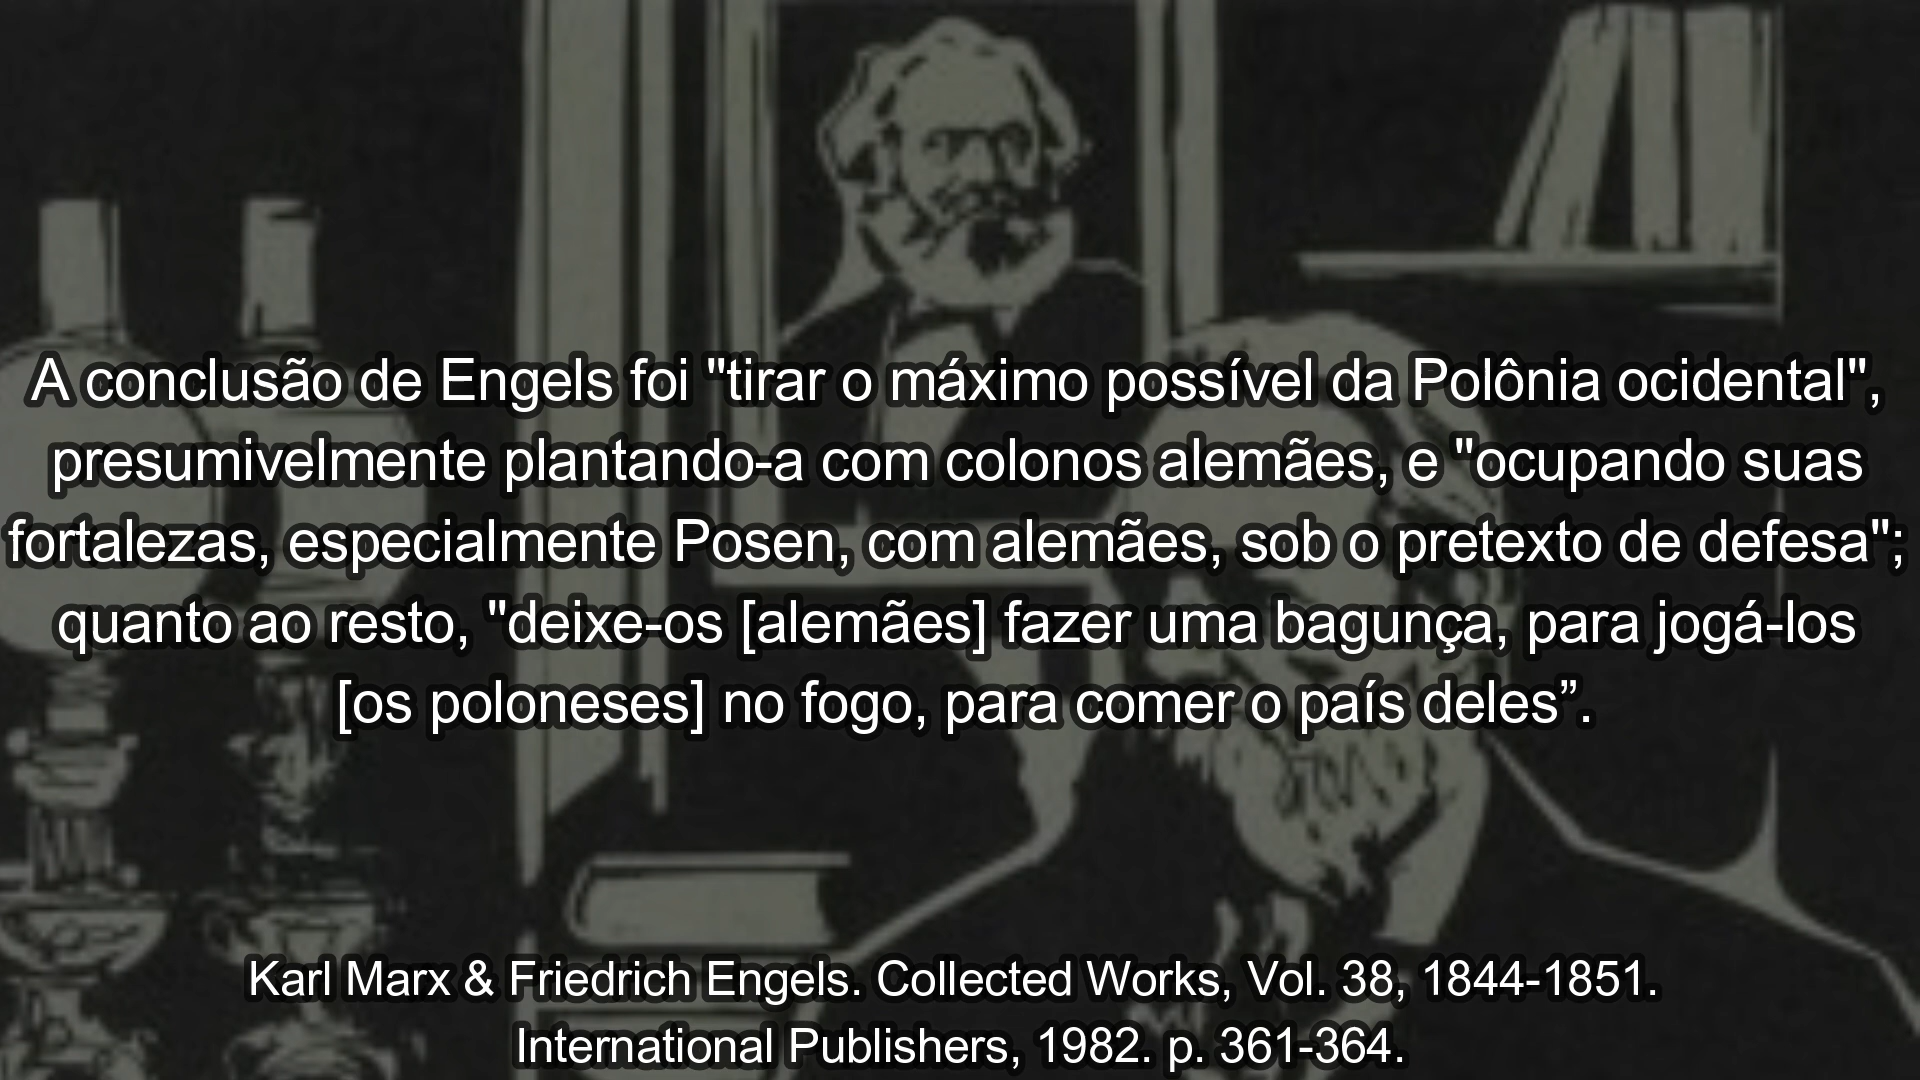 A conclusão de Engels foi "tirar o máximo possível da Polônia ocidental",
presumivelmente plantando-a com colonos alemães, e "ocupando suas
fortalezas, especialmente Posen, com alemães, sob o pretexto de defesa";
quanto ao resto, "deixe-os [alemães] fazer uma bagunça, para jogá-los
[os poloneses] no fogo, para comer o país deles”.
Karl Marx & Friedrich Engels. Collected Works, Vol. 38, 1844-1851.
International Publishers, 1982. p. 361-364.